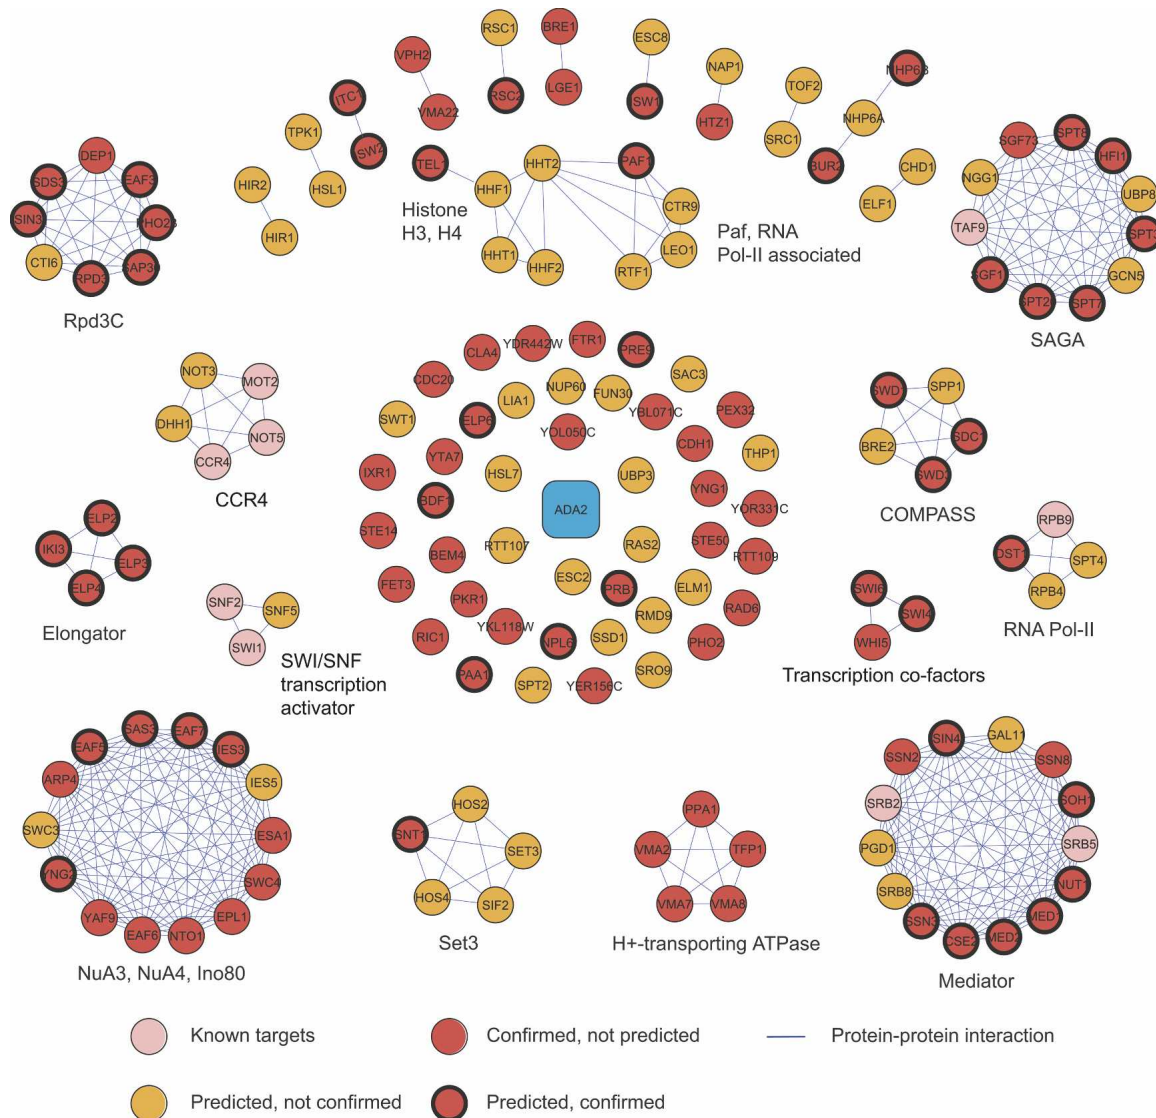 RSC1
BRE1
ESC8
VPH2
NAP1
NHP6B
ITC1
RSC2
LGE1
ISW1
TOF2
VMA22
HTZ1
NHP6A
TPK1
SW2
SRC1
SGF73
SPT8
DEP1
TEL1
HHT2
PAF1
BUR2
CHD1
HFI1
SDS3
EAF3
HIR2
HSL1
HHF1
ELF1
NGG1
UBP8
SIN3
PHO23
HIR1
Histone
H3, H4
CTR9
Paf, RNA
Pol-II associated
TAF9
SPT3
CTI6
RPD3
SAP30
HHT1
HHF2
RTF1
LEO1
SGF1
SPT2
SPT7
GCN5
Rpd3C
SAGA
YDR442W
FTR1
CLA4
PRE9
NOT3
MOT2
CDC20
LIA1
NUP60
FUN30
SAC3
SWD1
SPP1
DHH1
NOT5
SWT1
ELP6
YOL050C
YBL071C
PEX32
BRE2
SDC1
CCR4
IXR1
YTA7
HSL7
UBP3
CDH1
THP1
SWD3
CCR4
BDF1
ADA2
YNG1
YOR331C
COMPASS
ELP2
STE14
RTT107
RAS2
STE50
RTT109
RPB9
IKI3
ELP3
BEM4
DST1
SPT4
ELP4
FET3
PKR1
ESC2
PRB1
ELM1
RAD6
SWI6
RPB4
Elongator
SNF2
SNF5
RIC1
YKL118W
NPL6
SSD1
RMD9
PHO2
SWI4
RNA Pol-II
SWI1
WHI5
SWI/SNF
transcription
activator
PAA1
SPT2
YER156C
SRO9
Transcription co-factors
SAS3
EAF7
EAF5
IES3
SIN4
GAL11
ARP4
IES5
SSN2
SSN8
SWC3
ESA1
HOS2
PPA1
SRB2
SOH1
YNG2
SWC4
SNT1
SET3
VMA2
TFP1
PGD1
SRB5
YAF9
EPL1
HOS4
SIF2
VMA7
VMA8
SRB8
NUT1
EAF6
NTO1
SSN3
CSE2
MED2
MED1
NuA3, NuA4, Ino80
Set3
H+-transporting ATPase
Mediator
Known targets
Confirmed, not predicted
Protein-protein interaction
Predicted, not confirmed
Predicted, confirmed